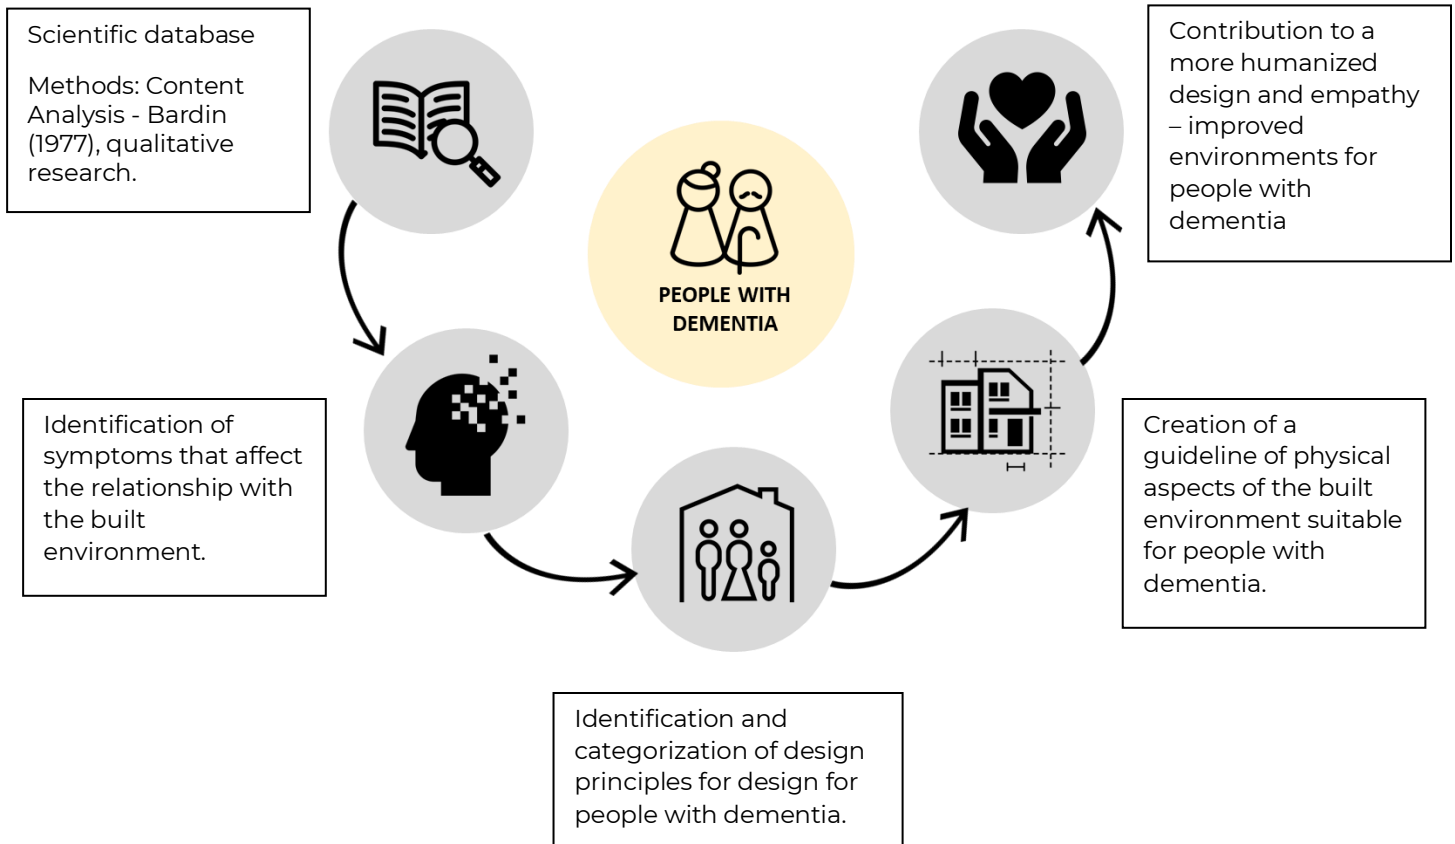 Scientific database
Methods: Content
Analysis - Bardin
(1977), qualitative
research.
Identification of
symptoms that affect
the relationship with
the built
environment.
Identification and
categorization of design
principles for design for
people with dementia.
Creation of a
guideline of physical
aspects of the built
environment suitable
for people with
dementia.
Contribution to a
more humanized
design and empathy
– improved
environments for
people with
dementia
PEOPLE WITH
DEMENTIA